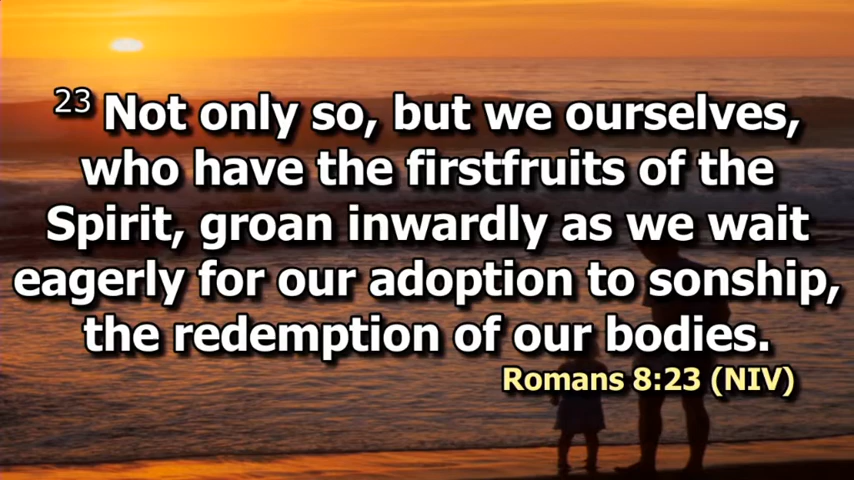 23 Not only so, but we ourselves,
who have the firstfruits of the
Spirit, groan inwardly as we wait
eagerly for our adoption to sonship,
the redemption of our bodies.
Romans 8:23 (NIV)